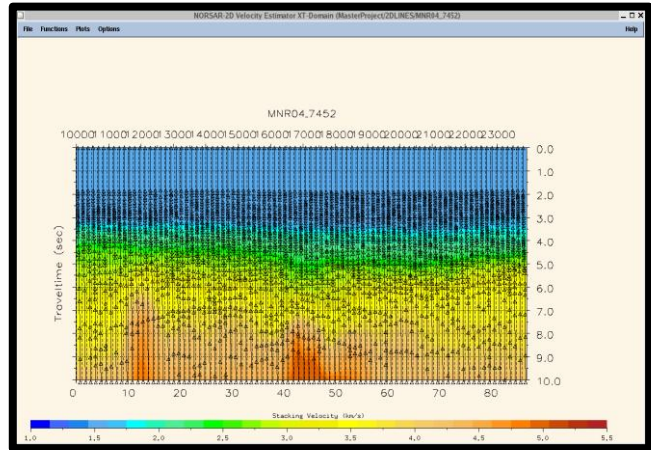 NORSAR-2D Velocity Estimator XT-Domain (MasterProject/2DLINES/MNR04_7452)
File Functions Plots Options Help
MNR04_7452
10000 11000 12000 13000 14000 15000 16000 17000 18000 19000 20000 21000 22000 23000
0.0
1.0
2.0
3.0
4.0
5.0
6.0
7.0
8.0
9.0
10.0
Traveltime (sec)
0 10 20 30 40 50 60 70 80
Stacking Velocity (km/s)
1.0 1.5 2.0 2.5 3.0 3.5 4.0 4.5 5.0 5.5